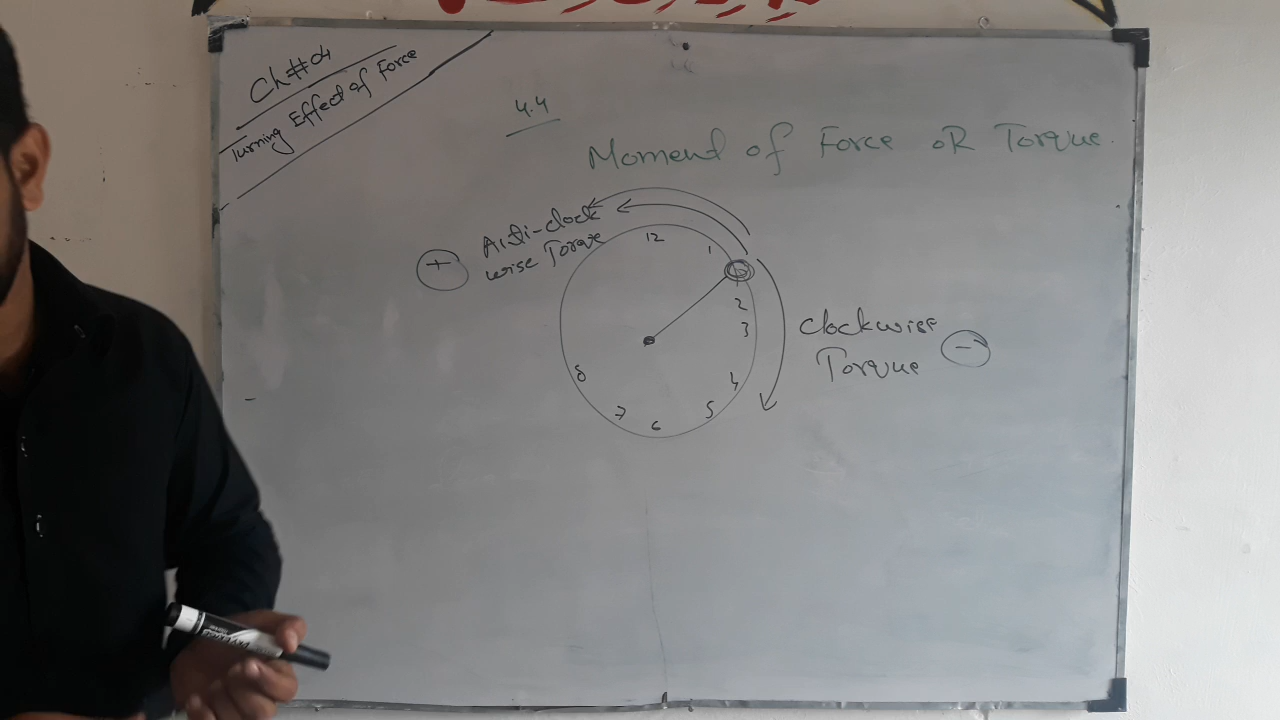 Ch#04
Turning Effect of Force
4.4
Moment of Force OR Torque.
Anti-clock
wise Torque
+
12
1
2
3
4
5
6
7
8
Clockwise
Torque
-